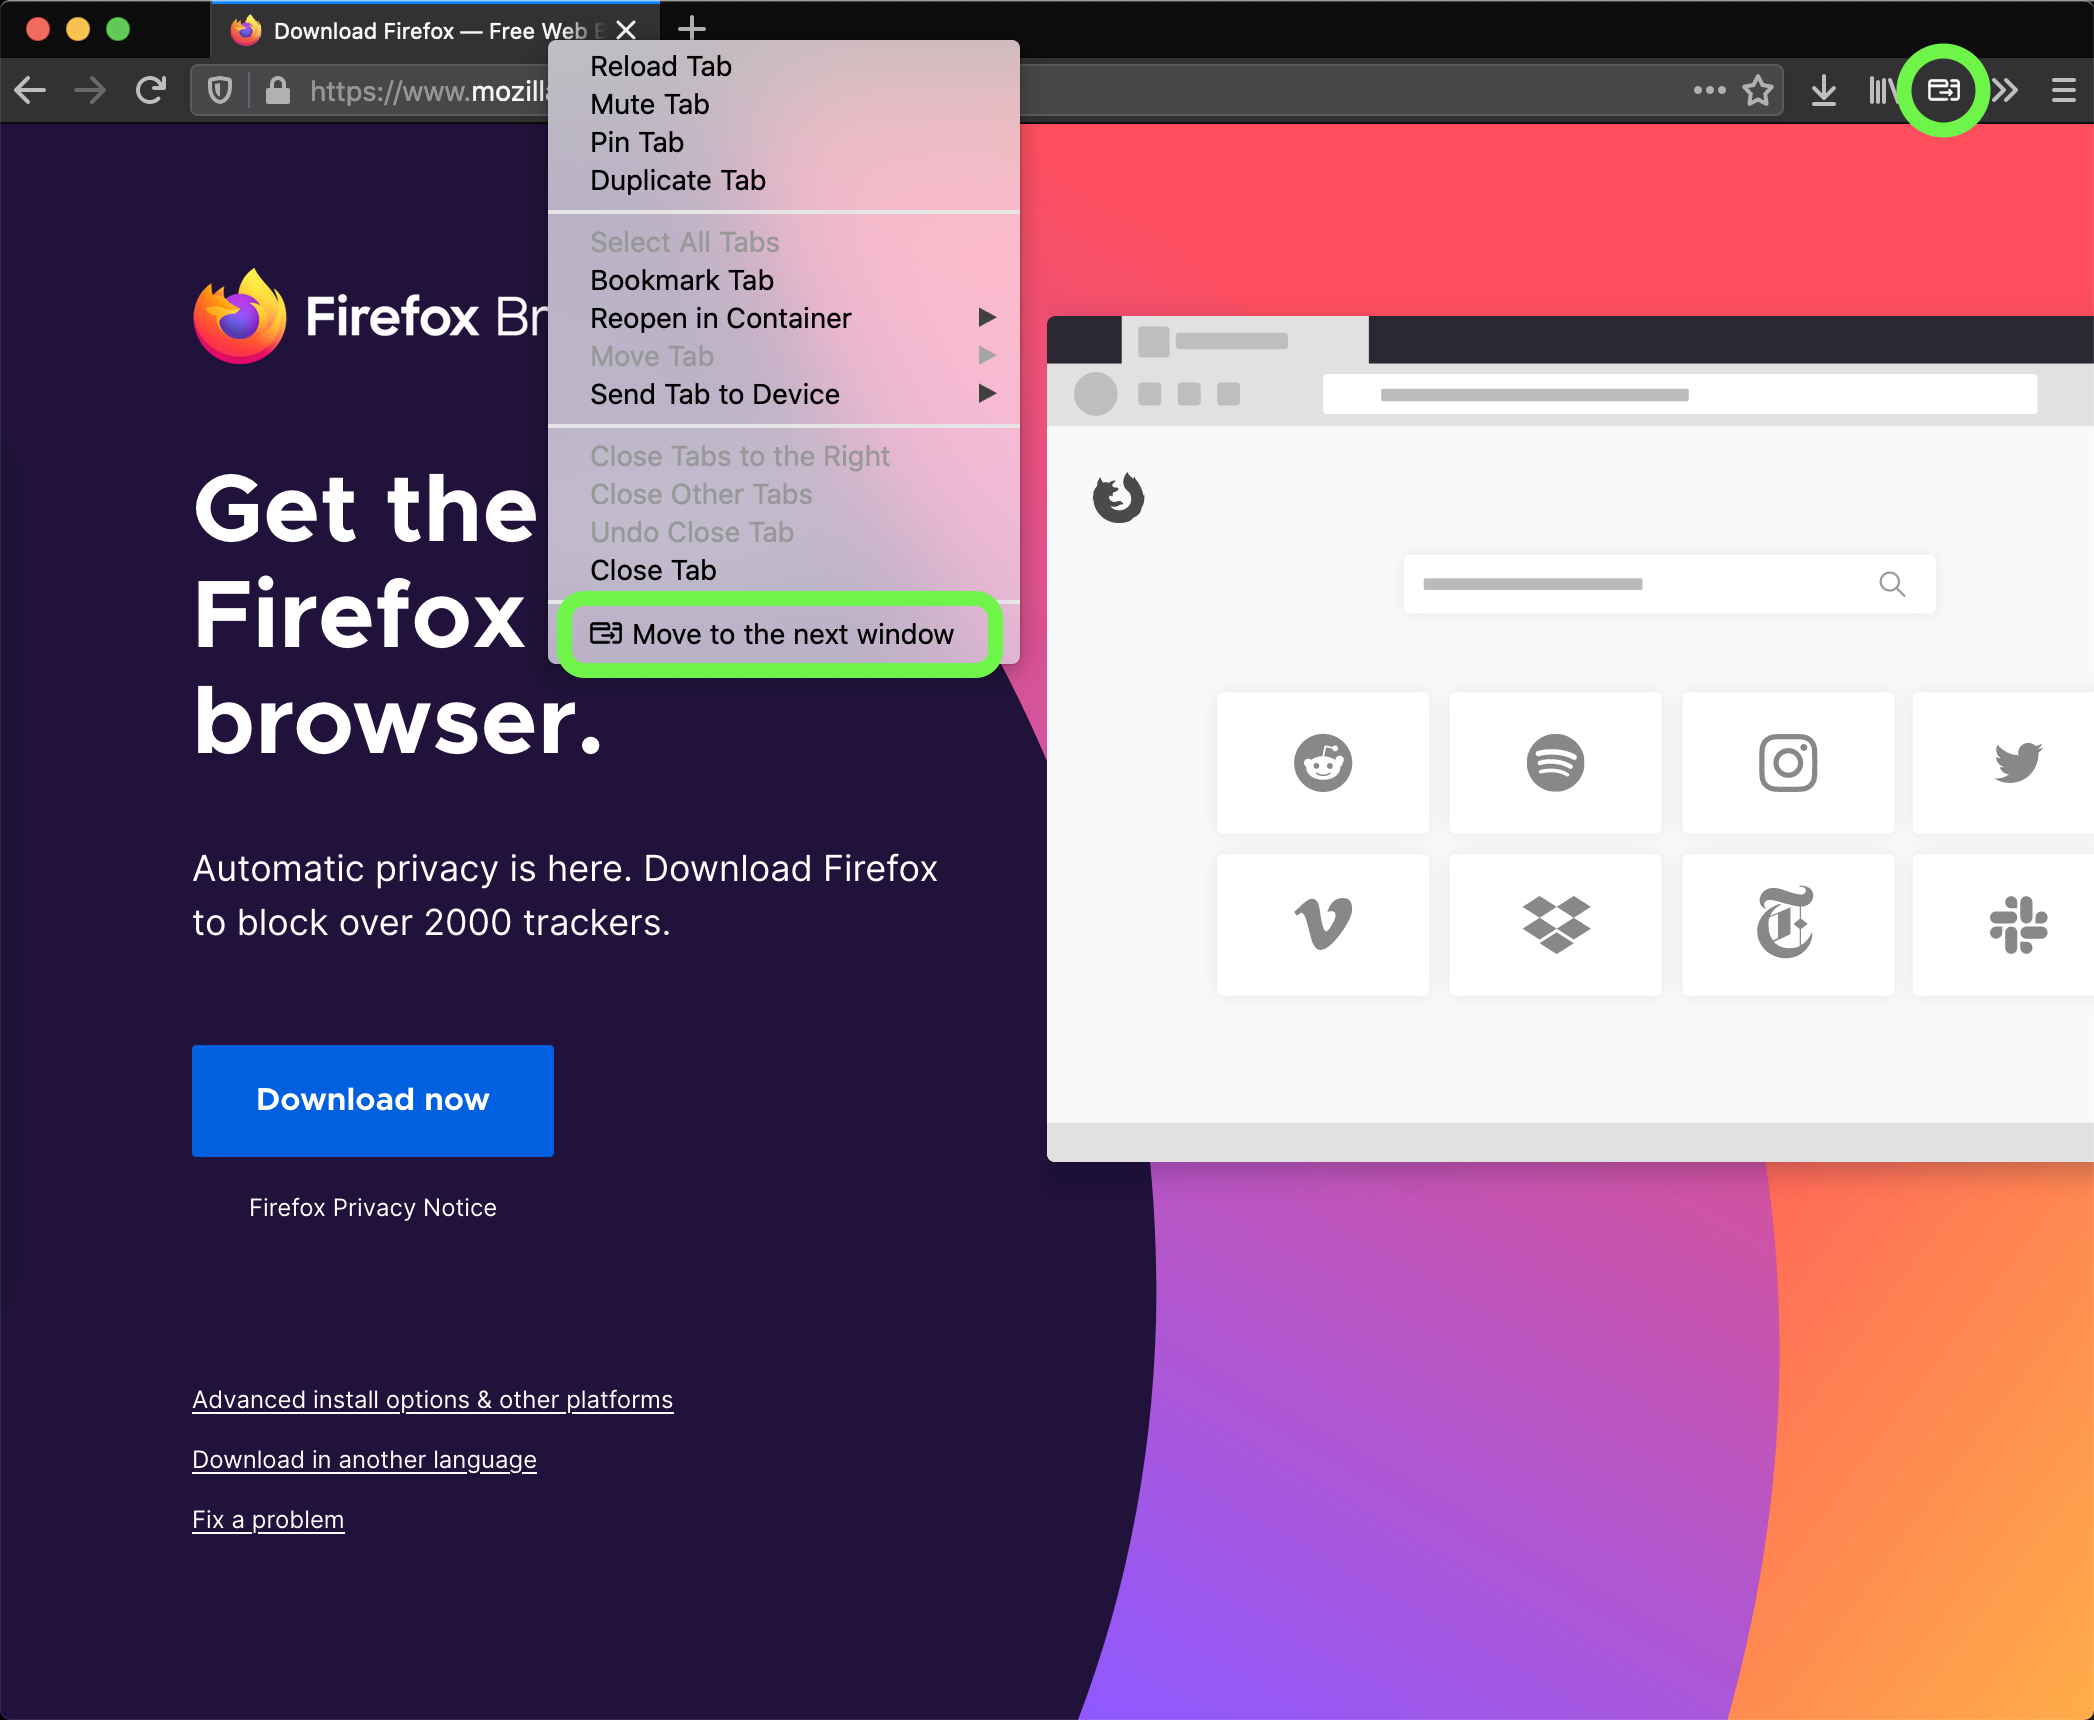 Download Firefox — Free Web
https://www.mozilla
Reload Tab
Mute Tab
Pin Tab
Duplicate Tab
Select All Tabs
Bookmark Tab
Reopen in Container
Move Tab
Send Tab to Device
Close Tabs to the Right
Close Other Tabs
Undo Close Tab
Close Tab
Move to the next window
Firefox
Get the
Firefox
browser.
Automatic privacy is here. Download Firefox
to block over 2000 trackers.
Download now
Firefox Privacy Notice
Advanced install options & other platforms
Download in another language
Fix a problem